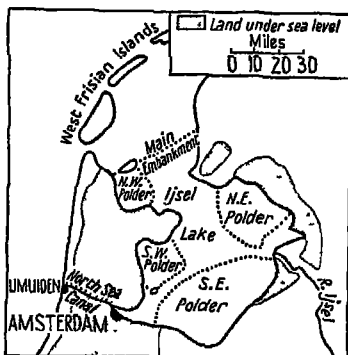 Land under sea level
Miles
0 10 20 30
West Frisian Islands
Main
Embankment
N.W.
Polder
Ijsel
Lake
N.E.
Polder
S.W.
Polder
S.E.
Polder
R. Ijsel
IJMUIDEN
North Sea
Canal
AMSTERDAM